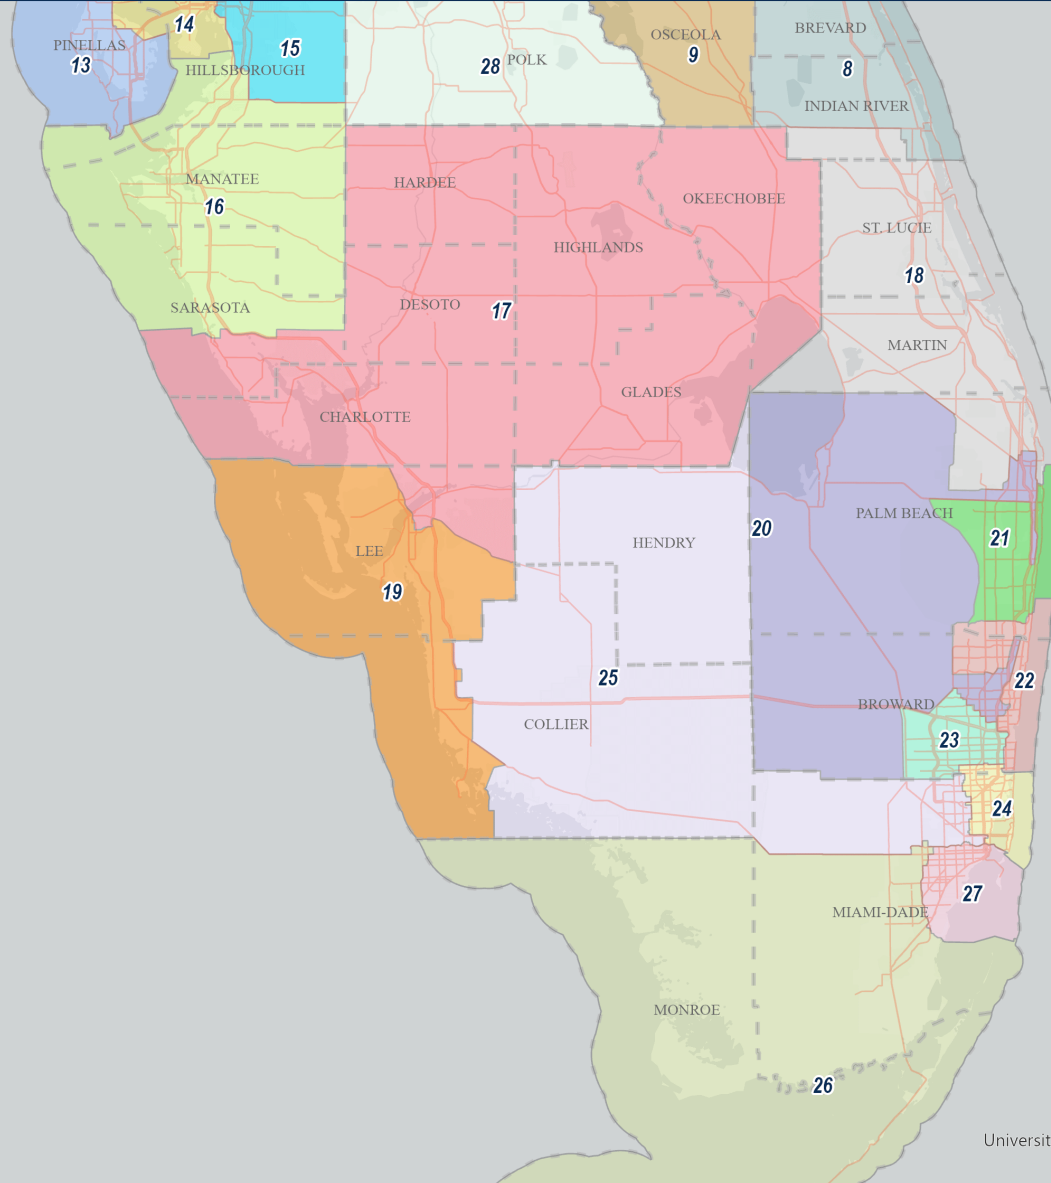 14
BREVARD
OSCEOLA
PINELLAS
15
9
POLK
13
28
8
HILLSBOROUGH
INDIAN RIVER
MANATEE
HARDEE
OKEECHOBEE
16
ST. LUCIE
HIGHLANDS
18
SARASOTA
DESOTO
17
MARTIN
GLADES
CHARLOTTE
PALM BEACH
20
21
HENDRY
LEE
19
25
22
BROWARD
COLLIER
23
24
27
MIAMI-DADE
MONROE
26
Universit